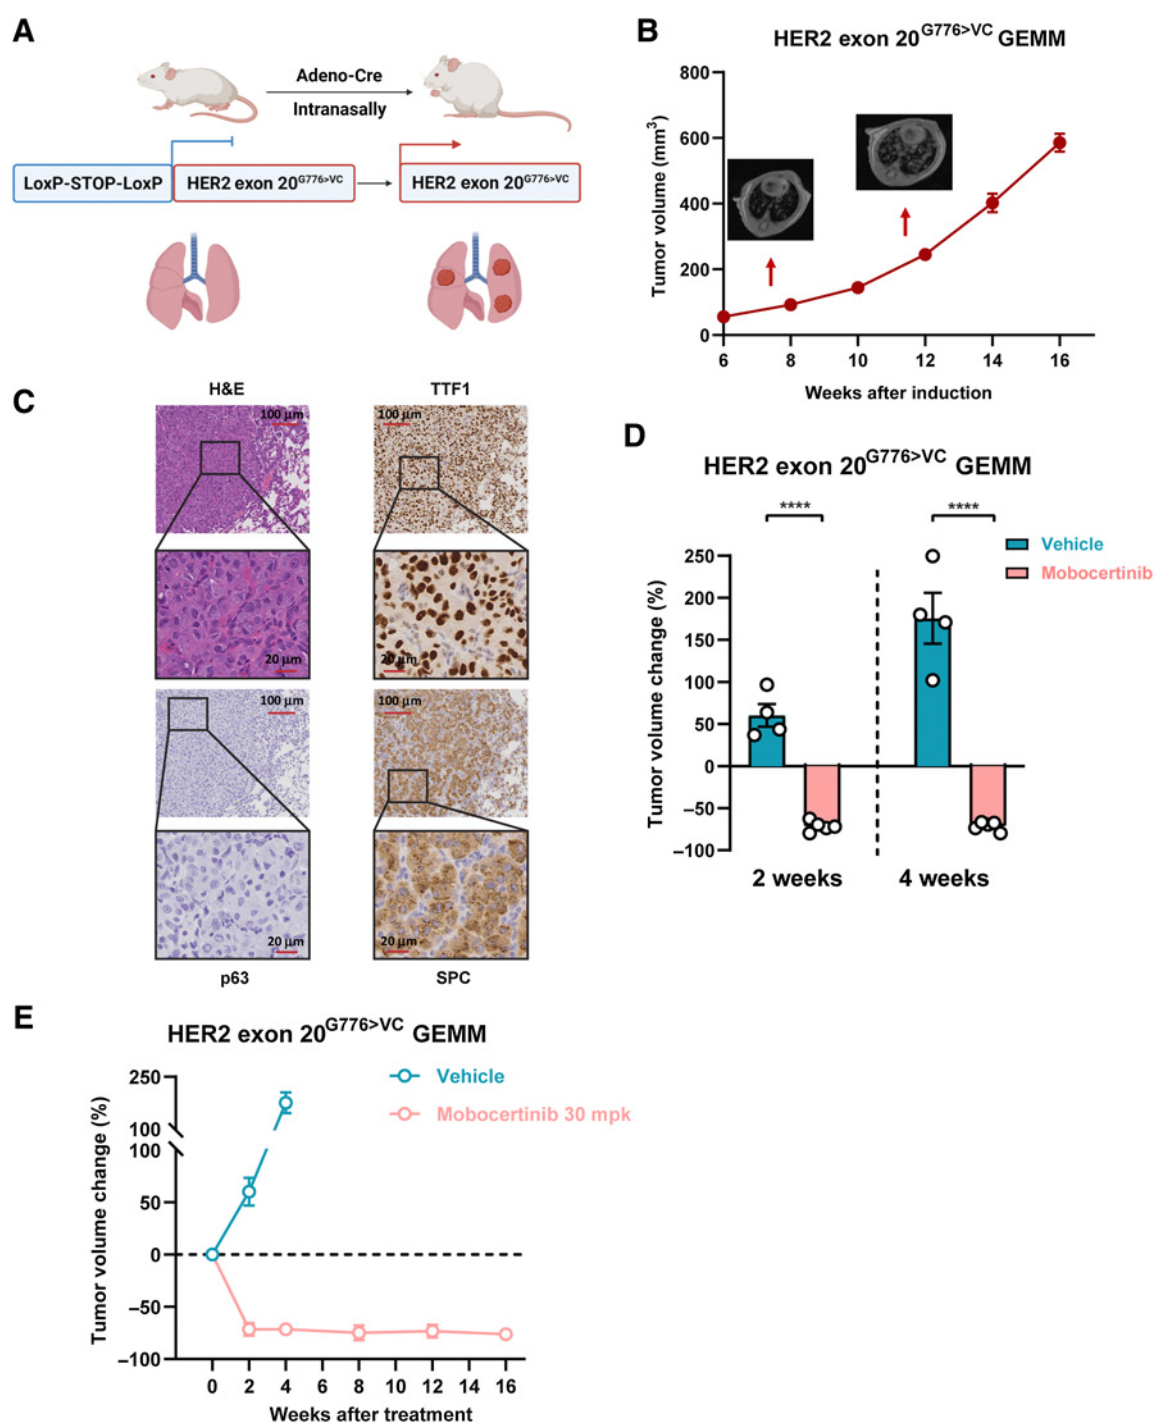 A
Adeno-Cre
Intranasally
LoxP-STOP-LoxP
HER2 exon 20G776>VC
HER2 exon 20G776>VC
B
HER2 exon 20G776>VC GEMM
Tumor volume (mm3)
800
600
400
200
0
6 8 10 12 14 16
Weeks after induction
C
H&E
TTF1
100 µm
100 µm
20 µm
20 µm
100 µm
100 µm
20 µm
20 µm
p63
SPC
D
HER2 exon 20G776>VC GEMM
**** ****
Vehicle
Mobocertinib
Tumor volume change (%)
250
200
150
100
50
0
−50
−100
2 weeks 4 weeks
E
HER2 exon 20G776>VC GEMM
Vehicle
Mobocertinib 30 mpk
Tumor volume change (%)
250
100
100
50
0
−50
−100
0 2 4 6 8 10 12 14 16
Weeks after treatment